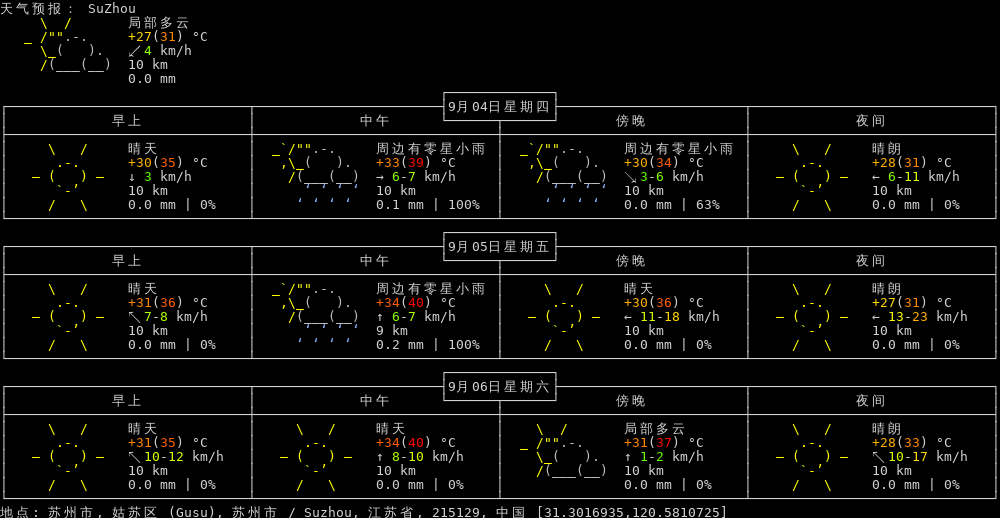 天气预报: SuZhou
局部多云
+27(31) °C
↙ 4 km/h
10 km
0.0 mm
9月04日星期四
早上 中午 傍晚 夜间
晴天 周边有零星小雨 周边有零星小雨 晴朗
+30(35) °C +33(39) °C +30(34) °C +28(31) °C
↓ 3 km/h → 6-7 km/h ↘ 3-6 km/h ← 6-11 km/h
10 km 10 km 10 km 10 km
0.0 mm | 0% 0.1 mm | 100% 0.0 mm | 63% 0.0 mm | 0%
9月05日星期五
早上 中午 傍晚 夜间
晴天 周边有零星小雨 晴天 晴朗
+31(36) °C +34(40) °C +30(36) °C +27(31) °C
↖ 7-8 km/h ↑ 6-7 km/h ← 11-18 km/h ← 13-23 km/h
10 km 9 km 10 km 10 km
0.0 mm | 0% 0.2 mm | 100% 0.0 mm | 0% 0.0 mm | 0%
9月06日星期六
早上 中午 傍晚 夜间
晴天 晴天 局部多云 晴朗
+31(35) °C +34(40) °C +31(37) °C +28(33) °C
↖ 10-12 km/h ↑ 8-10 km/h ↑ 1-2 km/h ↖ 10-17 km/h
10 km 10 km 10 km 10 km
0.0 mm | 0% 0.0 mm | 0% 0.0 mm | 0% 0.0 mm | 0%
地点: 苏州市, 姑苏区 (Gusu), 苏州市 / Suzhou, 江苏省, 215129, 中国 [31.3016935,120.5810725]